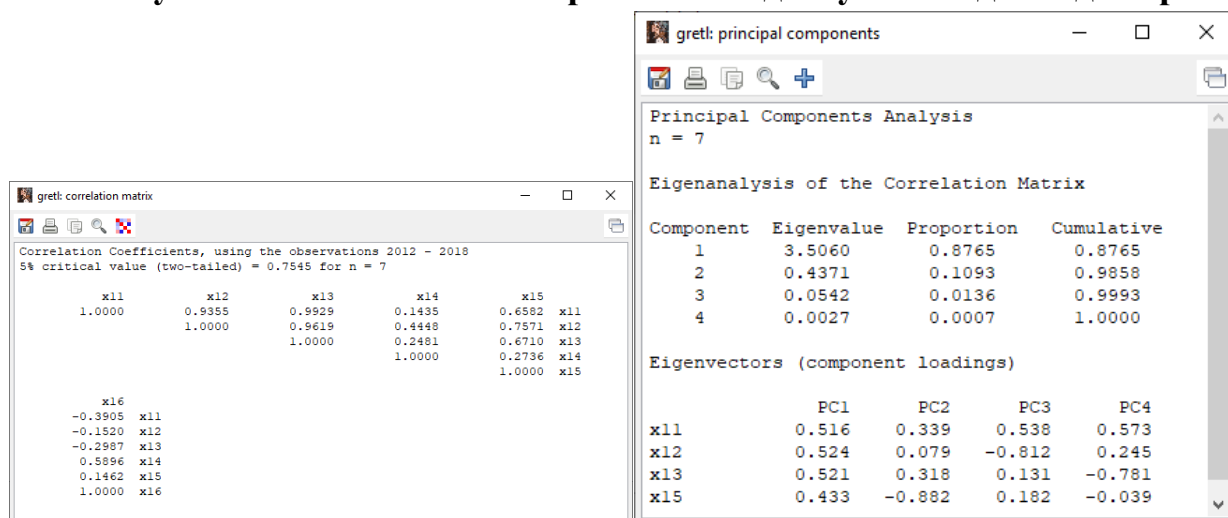 gretl: correlation matrix
Correlation Coefficients, using the observations 2012 - 2018
5% critical value (two-tailed) = 0.7545 for n = 7
x11 x12 x13 x14 x15
1.0000 0.9355 0.9929 0.1435 0.6582 x11
1.0000 0.9619 0.4448 0.7571 x12
1.0000 0.2481 0.6710 x13
1.0000 0.2736 x14
1.0000 x15
x16
-0.3905 x11
-0.1520 x12
-0.2987 x13
0.5896 x14
0.1462 x15
1.0000 x16
gretl: principal components
Principal Components Analysis
n = 7
Eigenanalysis of the Correlation Matrix
Component Eigenvalue Proportion Cumulative
1 3.5060 0.8765 0.8765
2 0.4371 0.1093 0.9858
3 0.0542 0.0136 0.9993
4 0.0027 0.0007 1.0000
Eigenvectors (component loadings)
PC1 PC2 PC3 PC4
x11 0.516 0.339 0.538 0.573
x12 0.524 0.079 -0.812 0.245
x13 0.521 0.318 0.131 -0.781
x15 0.433 -0.882 0.182 -0.039